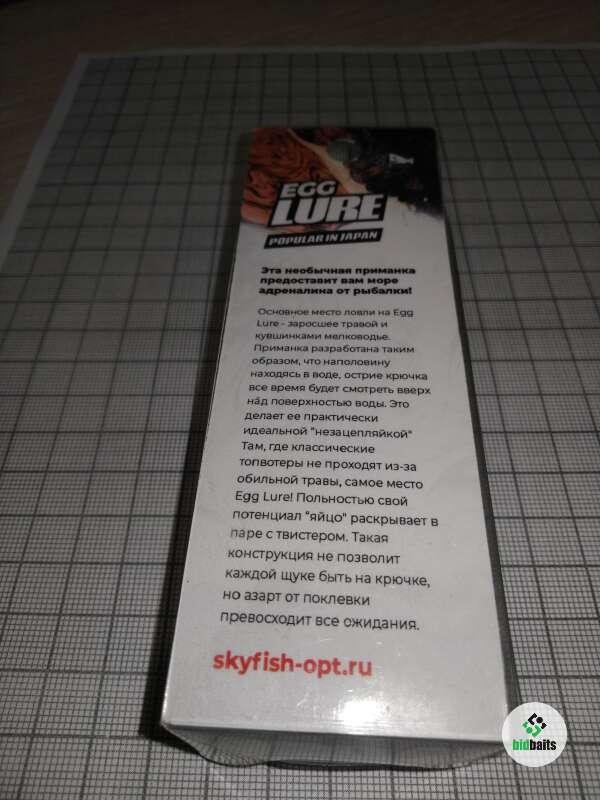 EGG
LURE
POPULAR IN JAPAN
Эта необычная приманка
предоставит вам море
адреналина от рыбалки!
Основное место ловли на Egg
Lure - заросшее травой и
кувшинками мелководье.
Приманка разработана таким
образом, что наполовину
находясь в воде, острие крючка
все время будет смотреть вверх
над поверхностью воды. Это
делает ее практически
идеальной "незацепляйкой"
Там, где классические
топвотеры не проходят из-за
обильной травы, самое место
Egg Lure! Польностью свой
потенциал "яйцо" раскрывает в
паре с твистером. Такая
конструкция не позволит
каждой щуке быть на крючке,
но азарт от поклевки
превосходит все ожидания.
skyfish-opt.ru
bidbaits